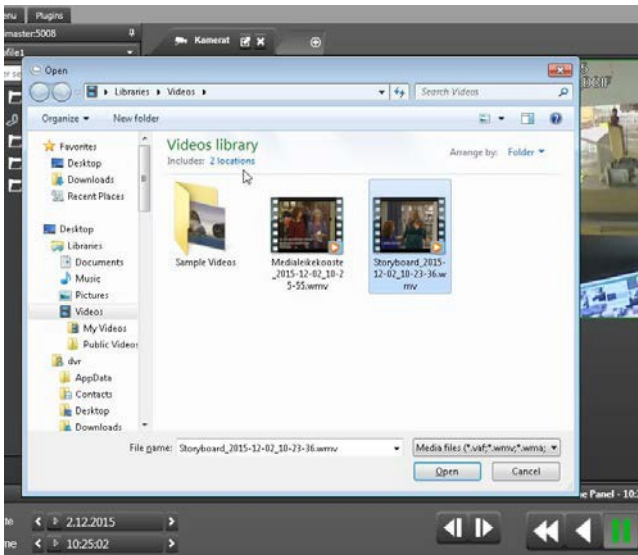 enu Plugins
master:5008
ofile1
Kamerat
Open
Libraries Videos
Search Videos
Organize New folder
Favorites
Desktop
Downloads
Recent Places
Desktop
Libraries
Documents
Music
Pictures
Videos
My Videos
Public Videos
dvr
AppData
Contacts
Desktop
Downloads
Videos library
Includes: 2 locations
Arrange by: Folder
Sample Videos
Medialeikekooste
_2015-12-02_10-2
5-55.wmv
Storyboard_2015-
12-02_10-23-36.w
mv
File name: Storyboard_2015-12-02_10-23-36.wmv
Media files (*.vaf;*.wmv;*.wma;
Open Cancel
e Panel - 10:
te 2.12.2015
me 10:25:02